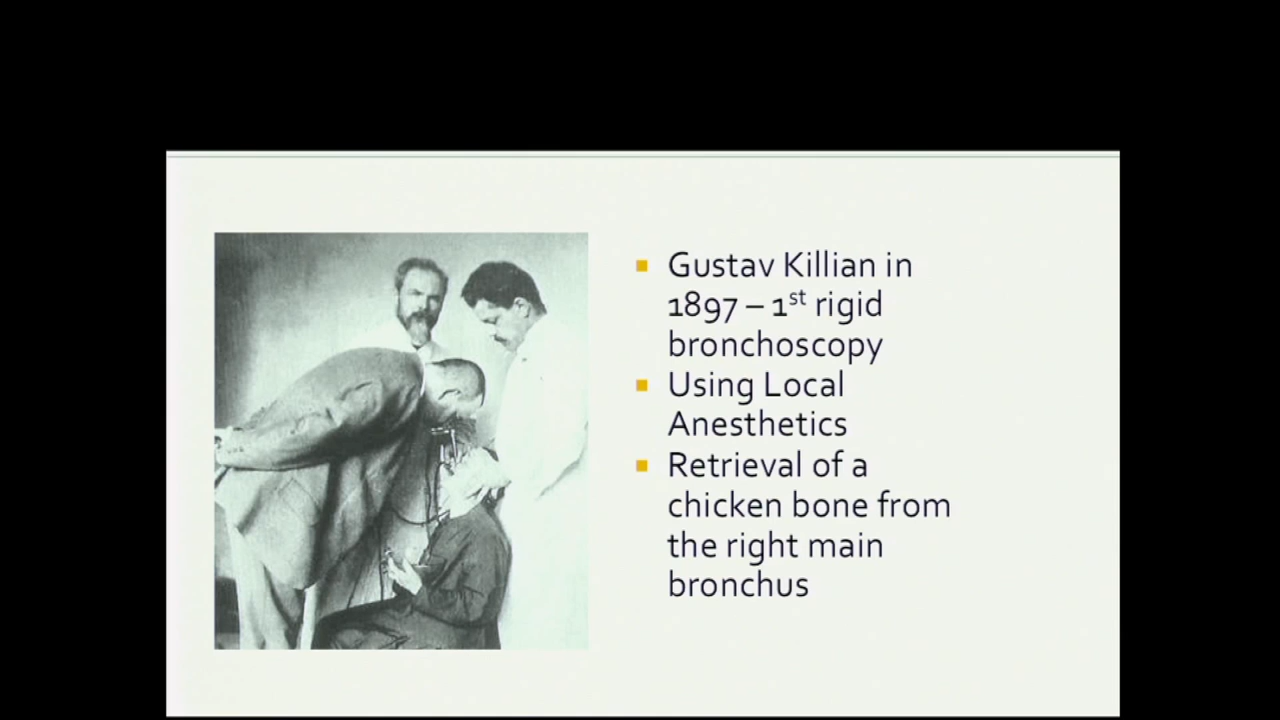 Gustav Killian in
1897 – 1st rigid
bronchoscopy
Using Local
Anesthetics
Retrieval of a
chicken bone from
the right main
bronchus